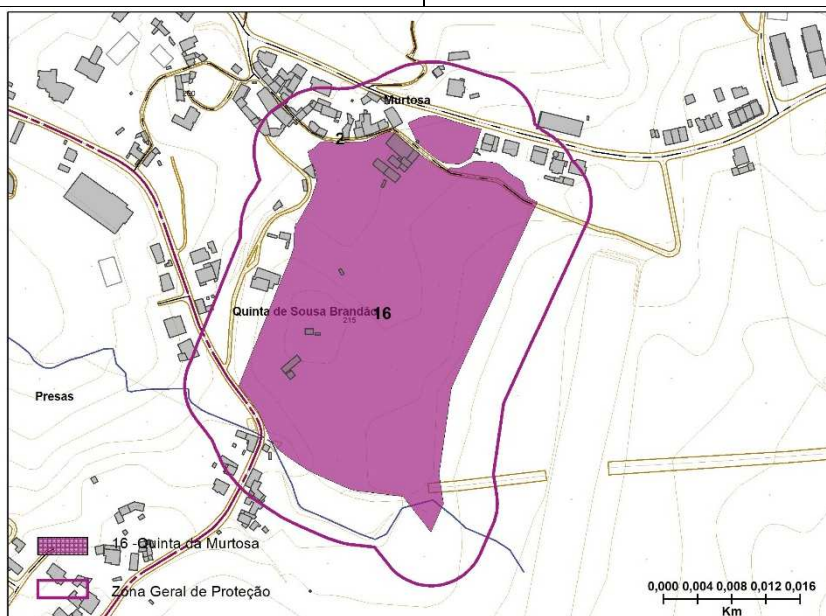 Murtosa
200
2
Quinta de Sousa Brandão
16
215
Presas
16 -Quinta da Murtosa
Zona Geral de Proteção
0,000 0,004 0,008 0,012 0,016
Km